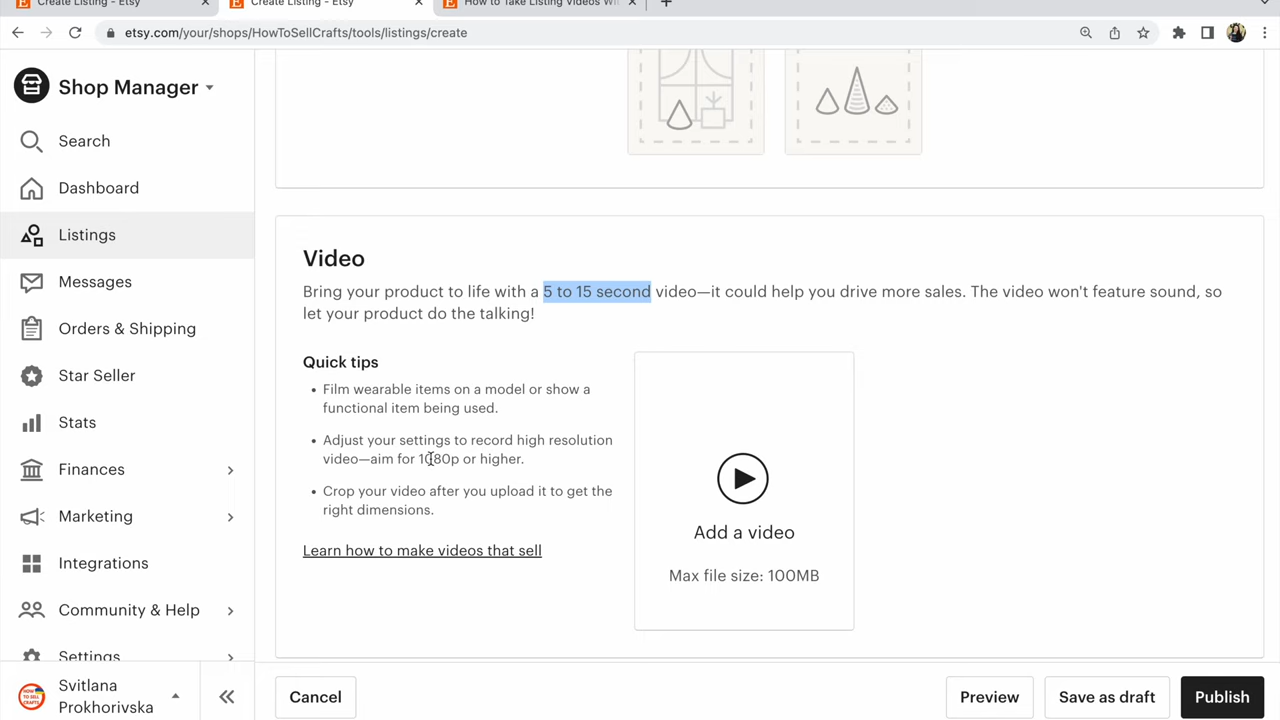 Create Listing - Etsy
Create Listing - Etsy
How to Take Listing Videos Wi
etsy.com/your/shops/HowToSellCrafts/tools/listings/create
Shop Manager
Search
Dashboard
Listings
Messages
Orders & Shipping
Star Seller
Stats
Finances
Marketing
Integrations
Community & Help
Settings
Svitlana
Prokhorivska
Video
Bring your product to life with a 5 to 15 second video—it could help you drive more sales. The video won't feature sound, so
let your product do the talking!
Quick tips
• Film wearable items on a model or show a
functional item being used.
• Adjust your settings to record high resolution
video—aim for 1080p or higher.
• Crop your video after you upload it to get the
right dimensions.
Learn how to make videos that sell
Add a video
Max file size: 100MB
Cancel
Preview
Save as draft
Publish